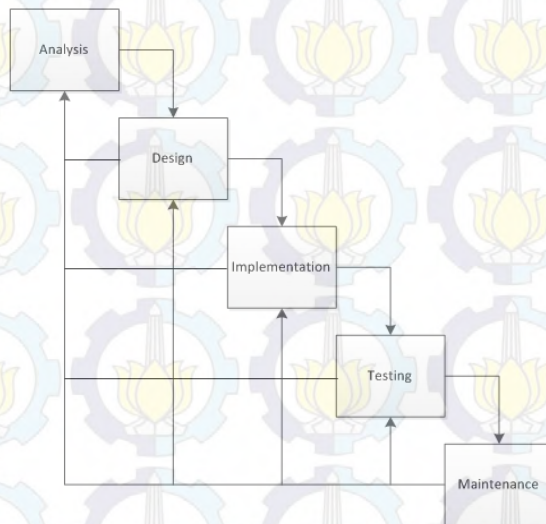 Analysis
Design
Implementation
Testing
Maintenance